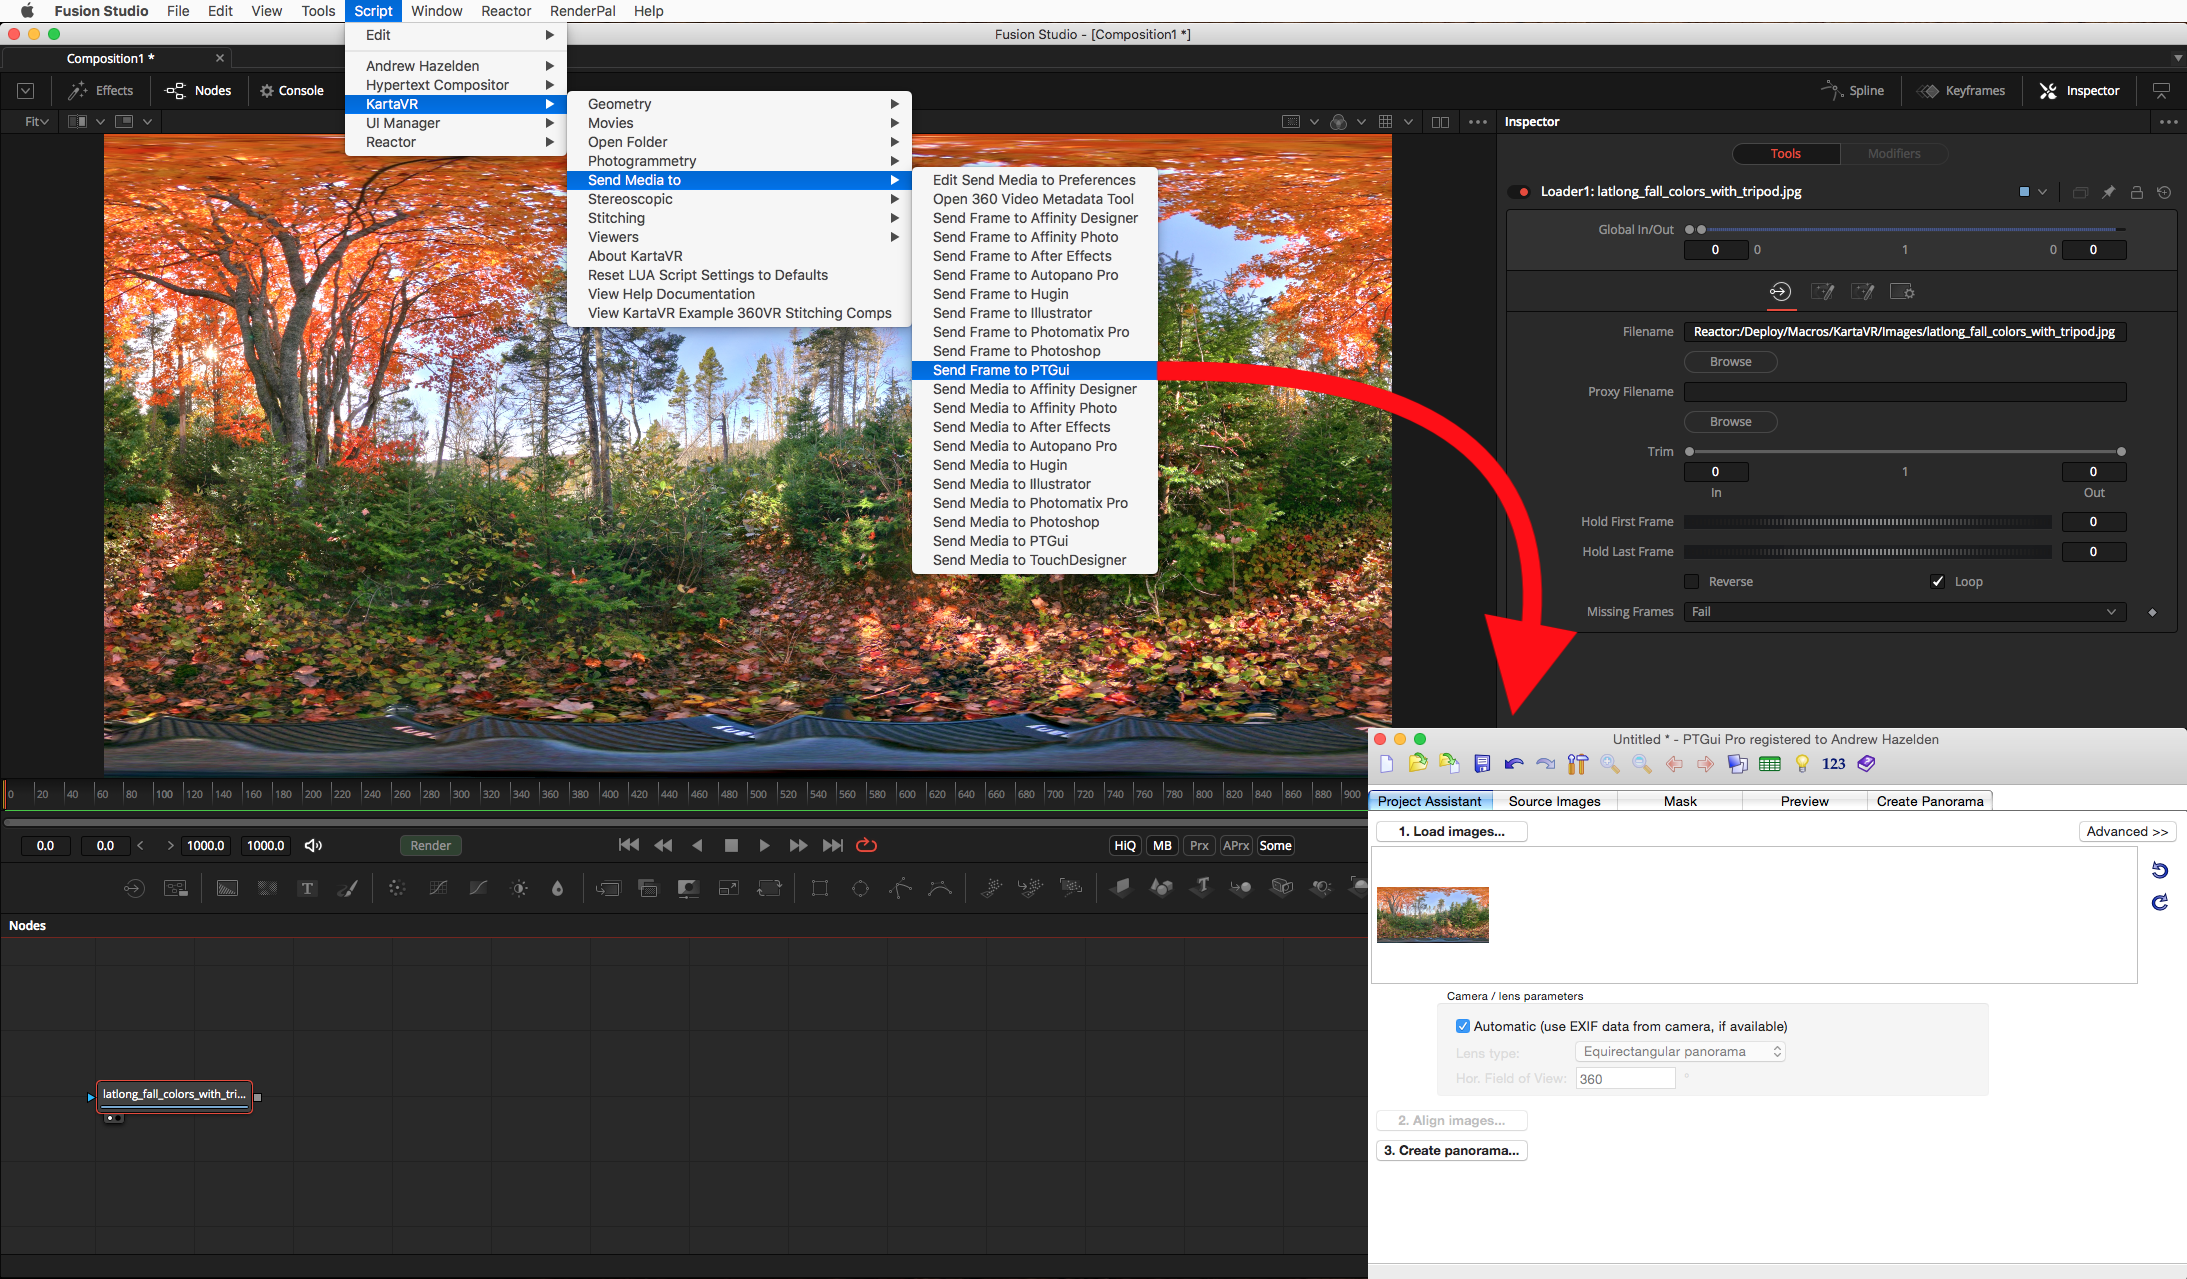 Fusion Studio File Edit View Tools Script Window Reactor RenderPal Help
Fusion Studio - [Composition1 *]
Composition1 *
Effects Nodes Console
Spline Keyframes Inspector
Fit
Edit
Andrew Hazelden
Hypertext Compositor
KartaVR
UI Manager
Reactor
Geometry
Movies
Open Folder
Photogrammetry
Send Media to
Stereoscopic
Stitching
Viewers
About KartaVR
Reset LUA Script Settings to Defaults
View Help Documentation
View KartaVR Example 360VR Stitching Comps
Edit Send Media to Preferences
Open 360 Video Metadata Tool
Send Frame to Affinity Designer
Send Frame to Affinity Photo
Send Frame to After Effects
Send Frame to Autopano Pro
Send Frame to Hugin
Send Frame to Illustrator
Send Frame to Photomatix Pro
Send Frame to Photoshop
Send Frame to PTGui
Send Media to Affinity Designer
Send Media to Affinity Photo
Send Media to After Effects
Send Media to Autopano Pro
Send Media to Hugin
Send Media to Illustrator
Send Media to Photomatix Pro
Send Media to Photoshop
Send Media to PTGui
Send Media to TouchDesigner
Inspector
Tools Modifiers
Loader1: latlong_fall_colors_with_tripod.jpg
Global In/Out
0 0 1 0 0
Filename Reactor:/Deploy/Macros/KartaVR/Images/latlong_fall_colors_with_tripod.jpg
Browse
Proxy Filename
Browse
Trim
0 1 0
In Out
Hold First Frame 0
Hold Last Frame 0
Reverse Loop
Missing Frames Fail
0 20 40 60 80 100 120 140 160 180 200 220 240 260 280 300 320 340 360 380 400 420 440 460 480 500 520 540 560 580 600 620 640 660 680 700 720 740 760 780 800 820 840 860 880 900
0.0 0.0 < > 1000.0 1000.0 Render HiQ MB Prx APrx Some
T T
Nodes
latlong_fall_colors_with_tri...
Untitled * - PTGui Pro registered to Andrew Hazelden
123
Project Assistant Source Images Mask Preview Create Panorama
1. Load images... Advanced >>
Camera / lens parameters
Automatic (use EXIF data from camera, if available)
Lens type: Equirectangular panorama
Hor. Field of View: 360 °
2. Align images...
3. Create panorama...